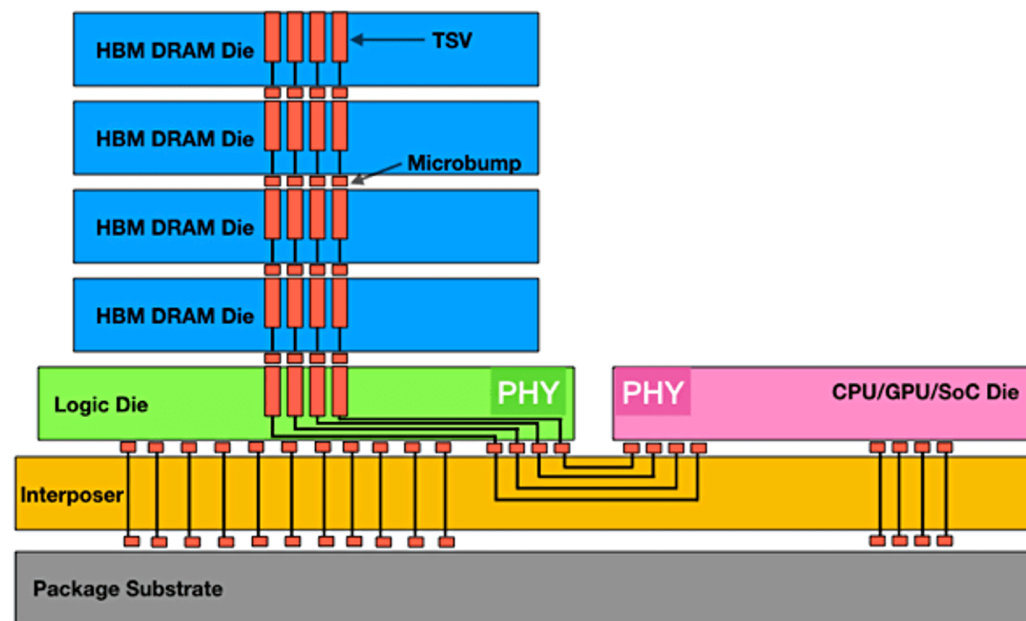 HBM DRAM Die
TSV
HBM DRAM Die
Microbump
HBM DRAM Die
HBM DRAM Die
Logic Die
PHY
PHY
CPU/GPU/SoC Die
Interposer
Package Substrate